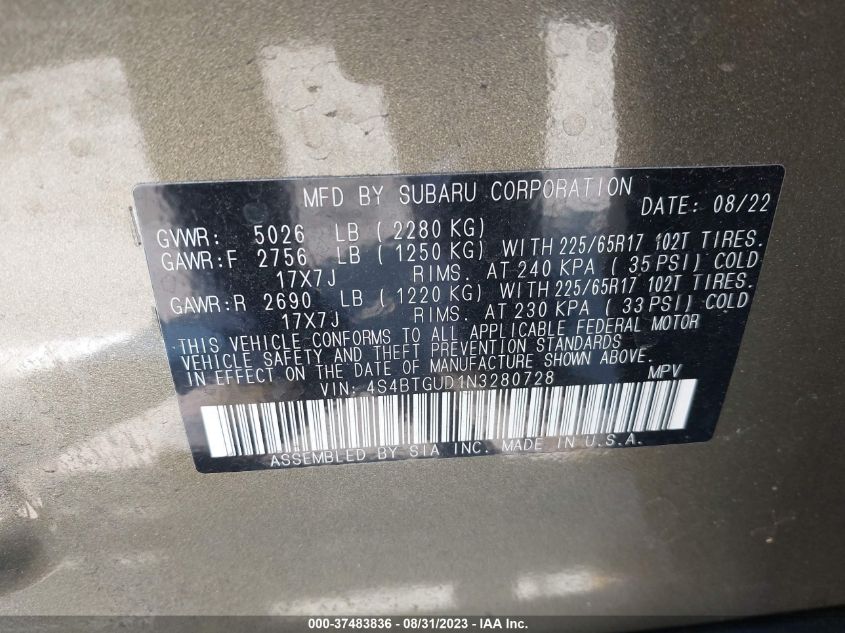 MFD BY SUBARU CORPORATION DATE: 08/22
GVWR: 5026 LB ( 2280 KG)
GAWR:F 2756 LB ( 1250 KG) WITH 225/65R17 102T TIRES.
17X7J RIMS. AT 240 KPA ( 35 PSI) COLD
GAWR:R 2690 LB ( 1220 KG) WITH 225/65R17 102T TIRES.
17X7J RIMS. AT 230 KPA ( 33 PSI) COLD
THIS VEHICLE CONFORMS TO ALL APPLICABLE FEDERAL MOTOR
VEHICLE SAFETY AND THEFT PREVENTION STANDARDS
IN EFFECT ON THE DATE OF MANUFACTURE SHOWN ABOVE.
VIN: 4S4BTGUD1N3280728 MPV
ASSEMBLED BY SIA INC. MADE IN U.S.A.
000-37483836 - 08/31/2023 - © IAA Inc.